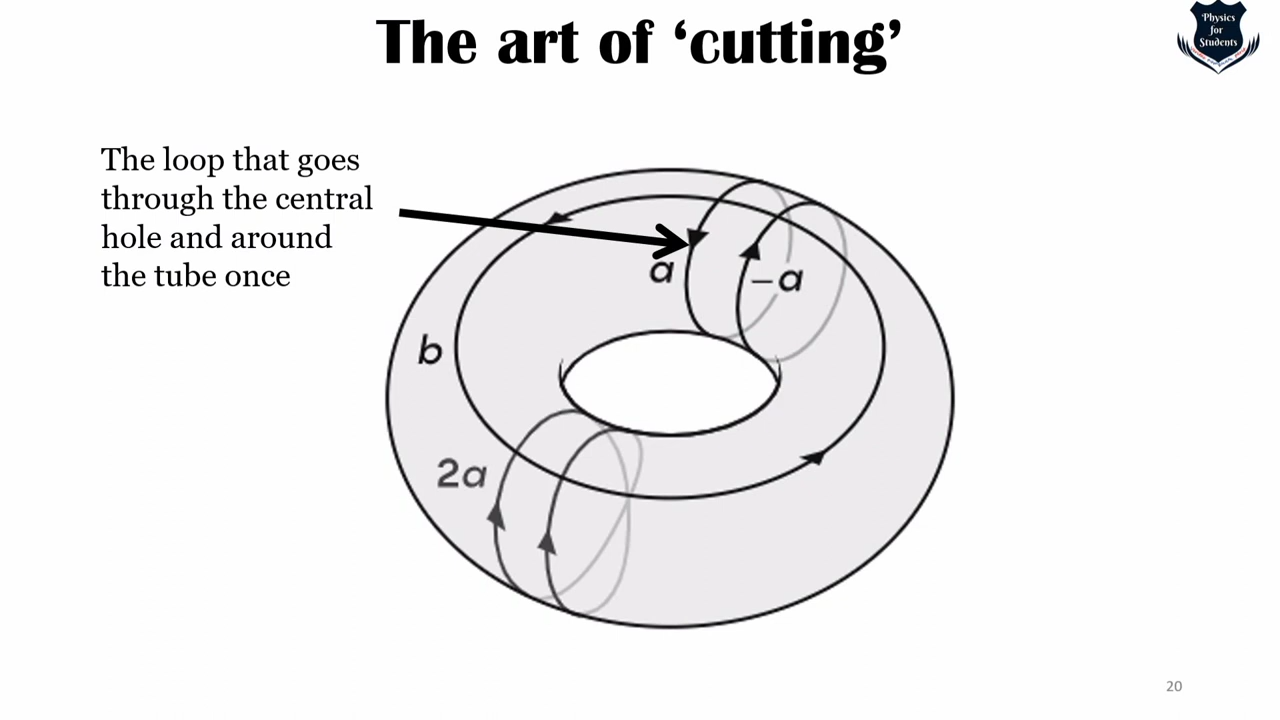 The art of ‘cutting’
Physics
for
Students
The loop that goes
through the central
hole and around
the tube once
a
–a
b
2a
20